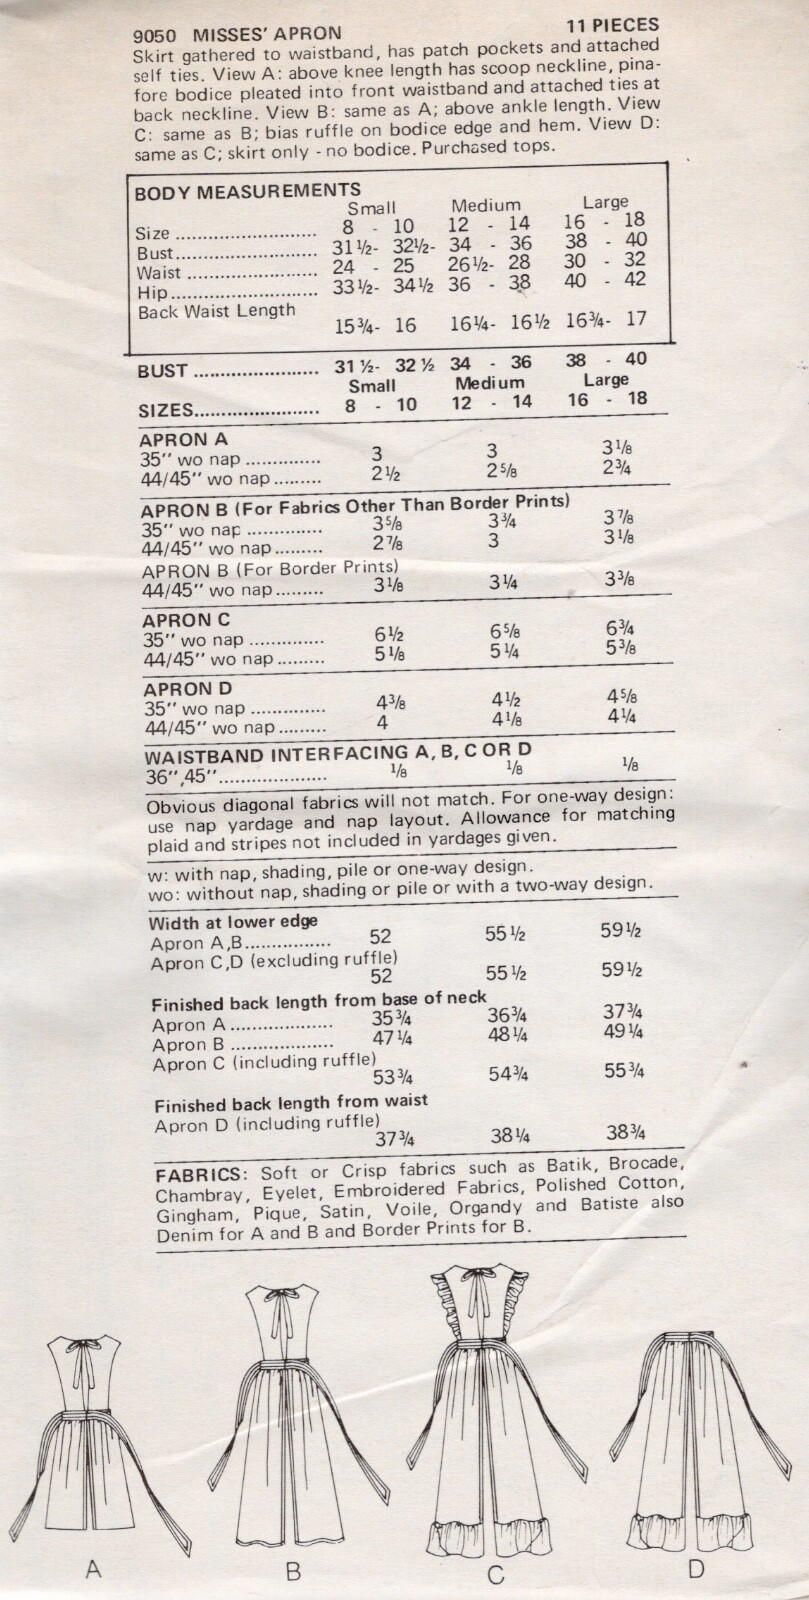 9050 MISSES' APRON 11 PIECES
Skirt gathered to waistband, has patch pockets and attached
self ties. View A: above knee length has scoop neckline, pina-
fore bodice pleated into front waistband and attached ties at
back neckline. View B: same as A; above ankle length. View
C: same as B; bias ruffle on bodice edge and hem. View D:
same as C; skirt only - no bodice. Purchased tops.
BODY MEASUREMENTS
Small Medium Large
Size .......................... 8 - 10 12 - 14 16 - 18
Bust.......................... 31½- 32½- 34 - 36 38 - 40
Waist ........................ 24 - 25 26½- 28 30 - 32
Hip........................... 33½- 34½ 36 - 38 40 - 42
Back Waist Length
15¾- 16 16¼- 16½ 16¾- 17
BUST ....................... 31 ½- 32 ½ 34 - 36 38 - 40
Small Medium Large
SIZES....................... 8 - 10 12 - 14 16 - 18
APRON A
35" wo nap .............. 3 3 3⅛
44/45" wo nap ......... 2½ 2⅝ 2¾
APRON B (For Fabrics Other Than Border Prints)
35" wo nap .............. 3⅝ 3¾ 3⅞
44/45" wo nap ......... 2⅞ 3 3⅛
APRON B (For Border Prints)
44/45" wo nap ......... 3⅛ 3¼ 3⅜
APRON C
35" wo nap .............. 6½ 6⅝ 6¾
44/45" wo nap ......... 5⅛ 5¼ 5⅜
APRON D
35" wo nap .............. 4⅜ 4½ 4⅝
44/45" wo nap ......... 4 4⅛ 4¼
WAISTBAND INTERFACING A, B, C OR D
36",45"..................... ⅛ ⅛ ⅛
Obvious diagonal fabrics will not match. For one-way design:
use nap yardage and nap layout. Allowance for matching
plaid and stripes not included in yardages given.
w: with nap, shading, pile or one-way design.
wo: without nap, shading or pile or with a two-way design.
Width at lower edge
Apron A,B................ 52 55½ 59½
Apron C,D (excluding ruffle)
52 55½ 59½
Finished back length from base of neck
Apron A ................... 35¾ 36¾ 37¾
Apron B ................... 47¼ 48¼ 49¼
Apron C (including ruffle)
53¾ 54¾ 55¾
Finished back length from waist
Apron D (including ruffle)
37¾ 38¼ 38¾
FABRICS: Soft or Crisp fabrics such as Batik, Brocade,
Chambray, Eyelet, Embroidered Fabrics, Polished Cotton,
Gingham, Pique, Satin, Voile, Organdy and Batiste also
Denim for A and B and Border Prints for B.
A B C D